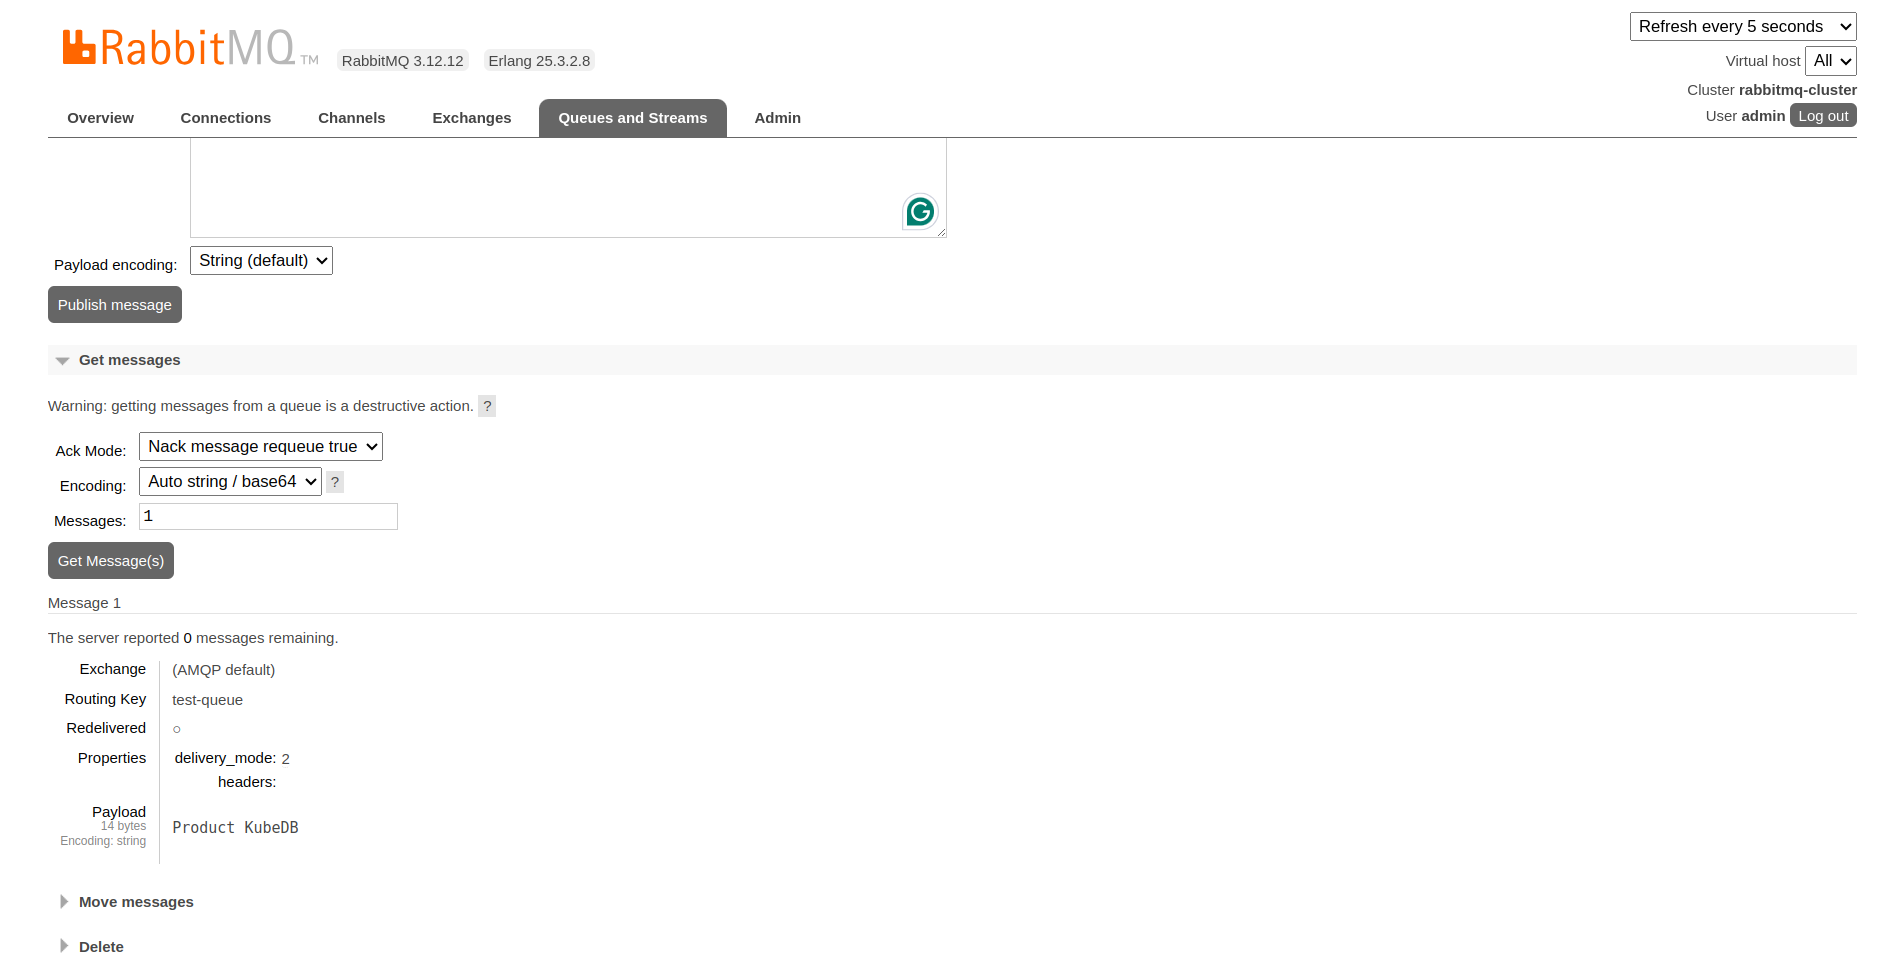 RabbitMQ TM
RabbitMQ 3.12.12 Erlang 25.3.2.8
Refresh every 5 seconds
Virtual host All
Cluster rabbitmq-cluster
User admin Log out
Overview Connections Channels Exchanges Queues and Streams Admin
Payload encoding: String (default)
Publish message
Get messages
Warning: getting messages from a queue is a destructive action. ?
Ack Mode: Nack message requeue true
Encoding: Auto string / base64 ?
Messages: 1
Get Message(s)
Message 1
The server reported 0 messages remaining.
Exchange (AMQP default)
Routing Key test-queue
Redelivered ○
Properties delivery_mode: 2
headers:
Payload
14 bytes
Encoding: string
Product KubeDB
Move messages
Delete